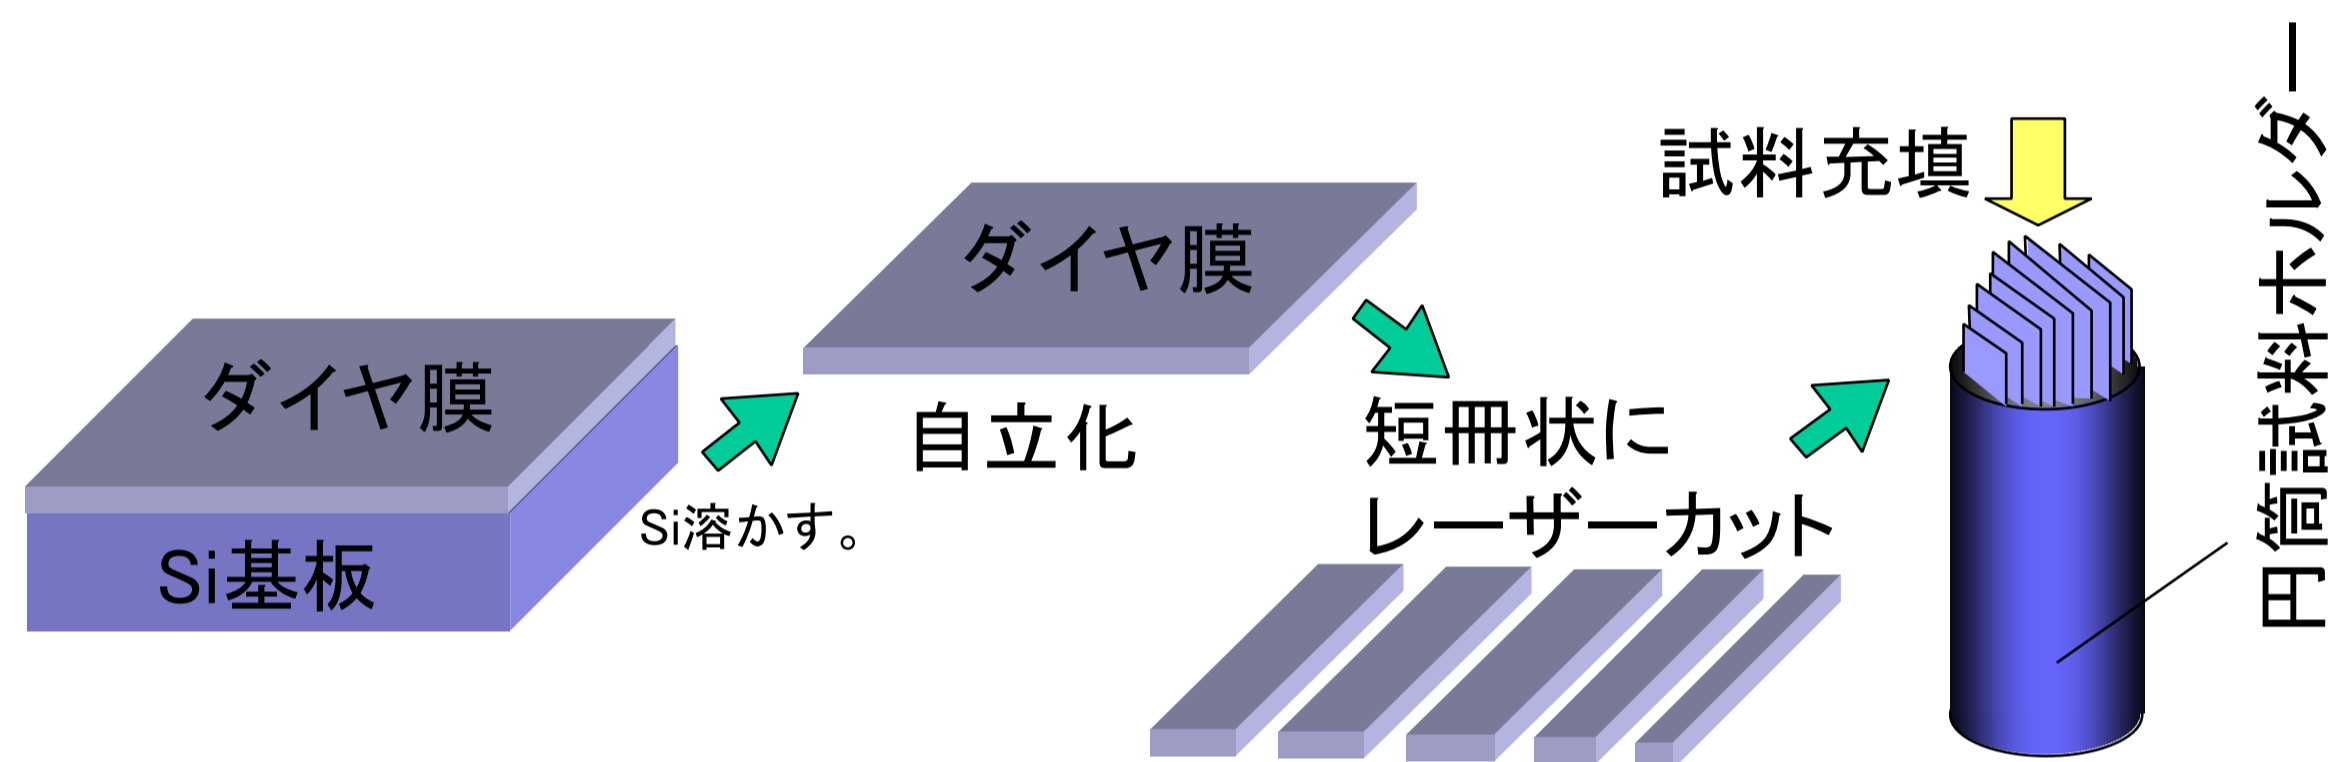 ダイヤ膜
Si基板
Si溶かす。
ダイヤ膜
自立化
短冊状に
レーザーカット
試料充填
円筒試料ホルダー